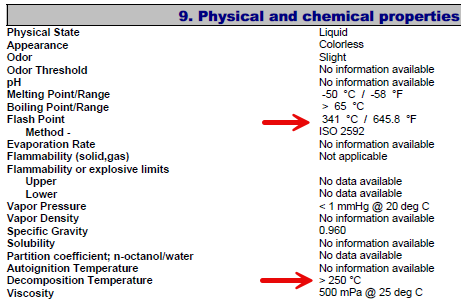 9. Physical and chemical properties
Physical State Liquid
Appearance Colorless
Odor Slight
Odor Threshold No information available
pH No information available
Melting Point/Range -50 °C / -58 °F
Boiling Point/Range > 65 °C
Flash Point 341 °C / 645.8 °F
Method - ISO 2592
Evaporation Rate No information available
Flammability (solid,gas) Not applicable
Flammability or explosive limits
Upper No data available
Lower No data available
Vapor Pressure < 1 mmHg @ 20 deg C
Vapor Density No information available
Specific Gravity 0.960
Solubility No information available
Partition coefficient; n-octanol/water No data available
Autoignition Temperature No information available
Decomposition Temperature > 250 °C
Viscosity 500 mPa @ 25 deg C